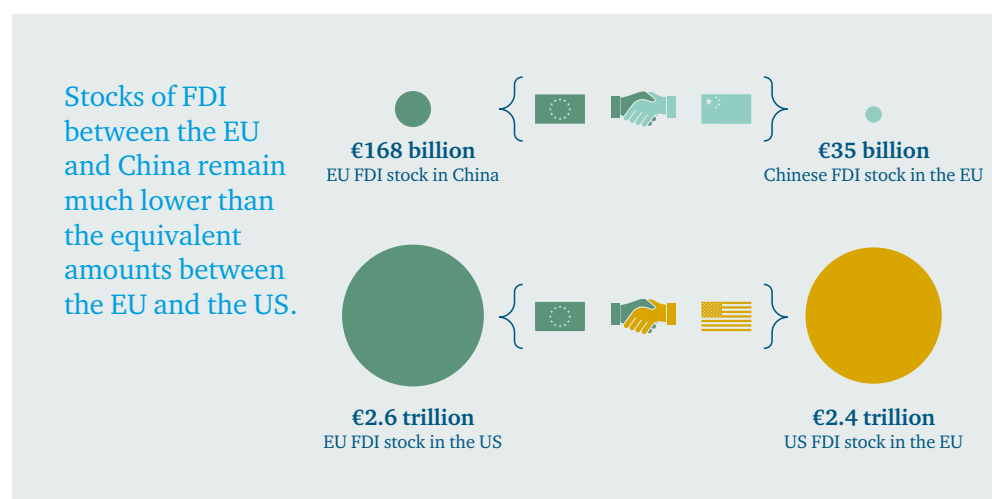 Stocks of FDI
between the EU
and China remain
much lower than
the equivalent
amounts between
the EU and the US.
€168 billion
EU FDI stock in China
€35 billion
Chinese FDI stock in the EU
€2.6 trillion
EU FDI stock in the US
€2.4 trillion
US FDI stock in the EU